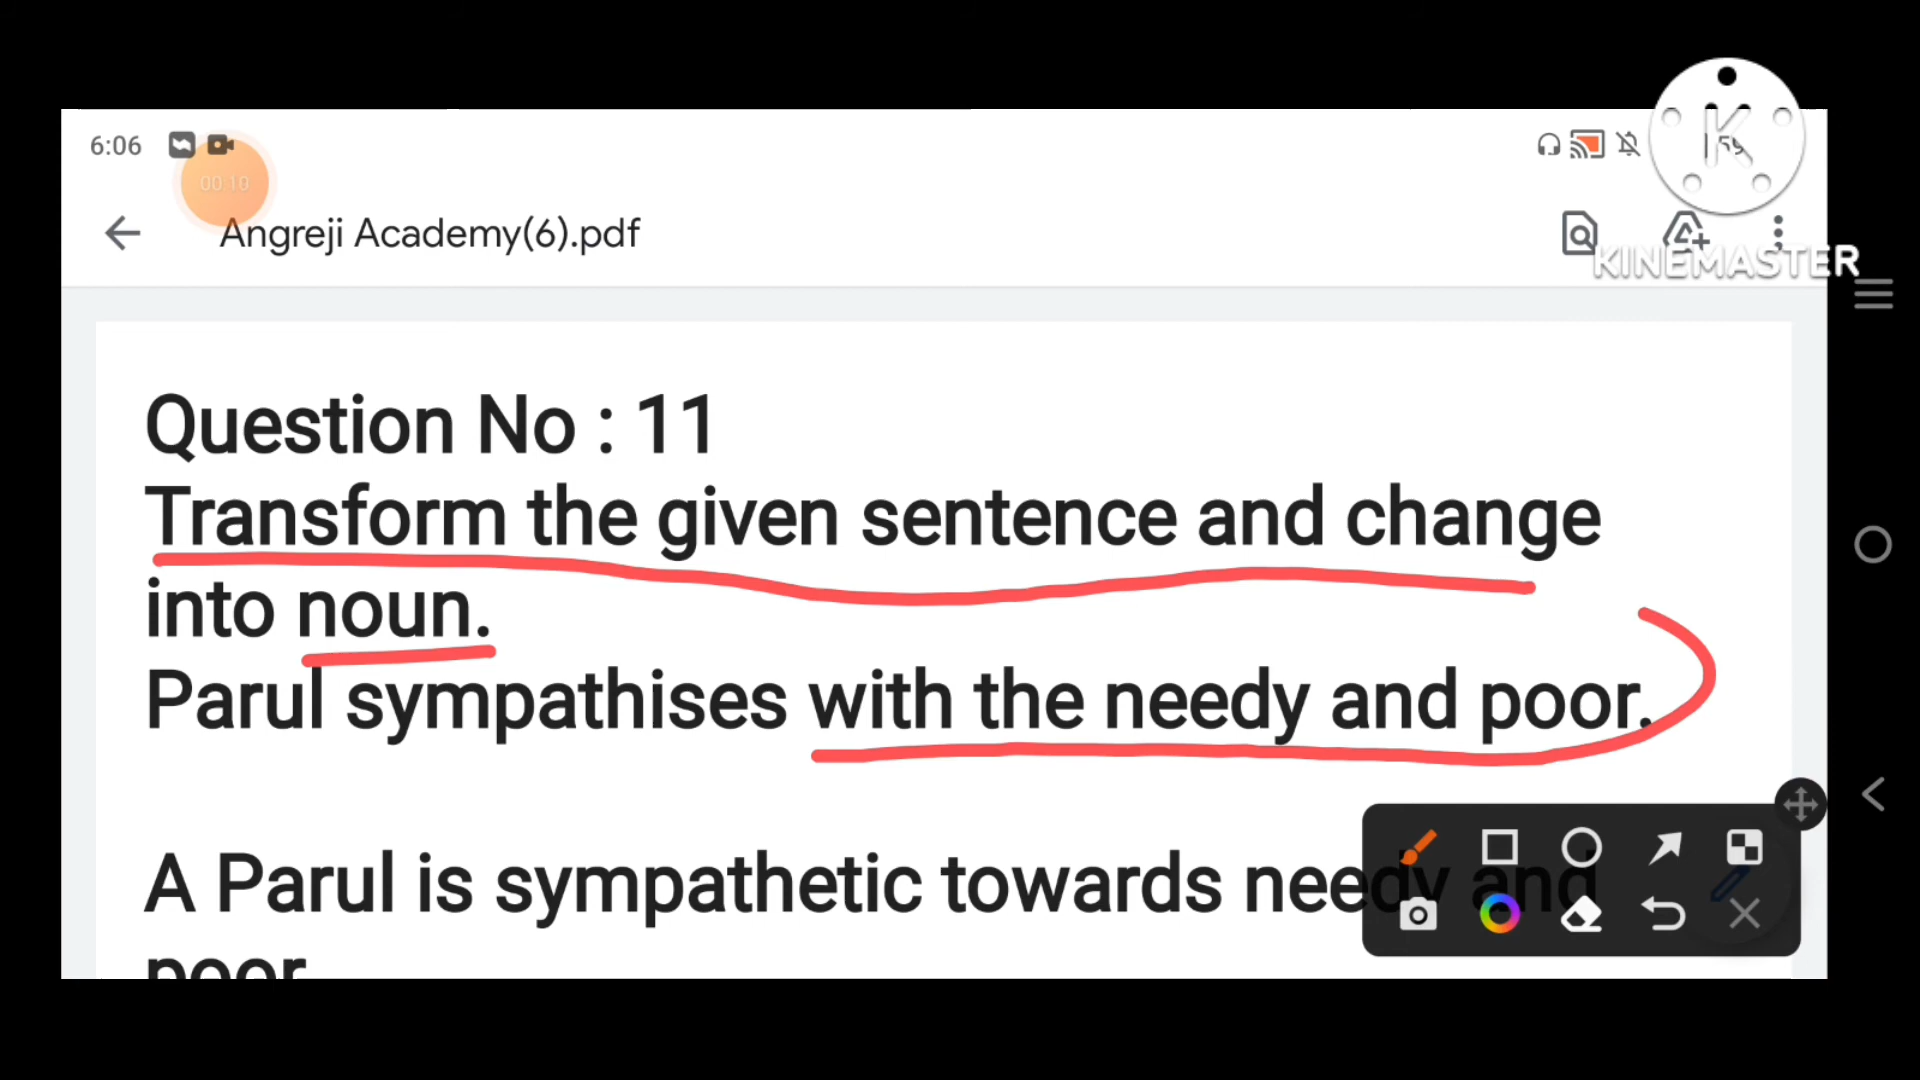 6:06
00:10
59
Angreji Academy(6).pdf
KINEMASTER
Question No : 11
Transform the given sentence and change
into noun.
Parul sympathises with the needy and poor.
A Parul is sympathetic towards needy and
poor